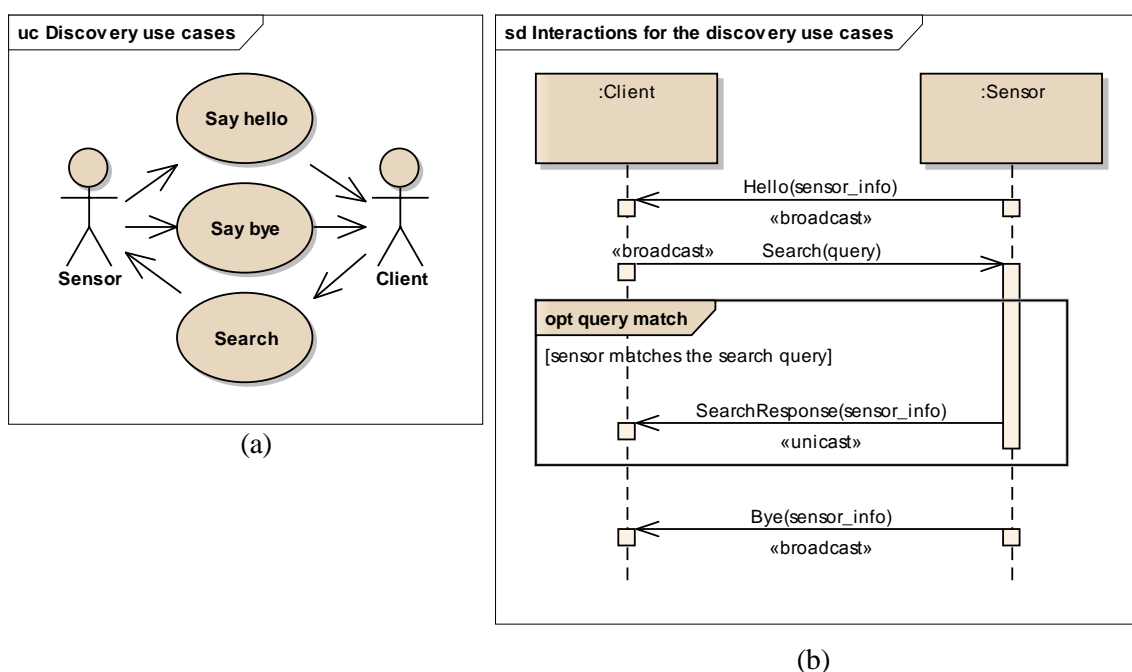 uc Discovery use cases
Say hello
Say bye
Sensor
Client
Search
(a)
sd Interactions for the discovery use cases
:Client
:Sensor
Hello(sensor_info)
«broadcast»
«broadcast»
Search(query)
opt query match
[sensor matches the search query]
SearchResponse(sensor_info)
«unicast»
Bye(sensor_info)
«broadcast»
(b)